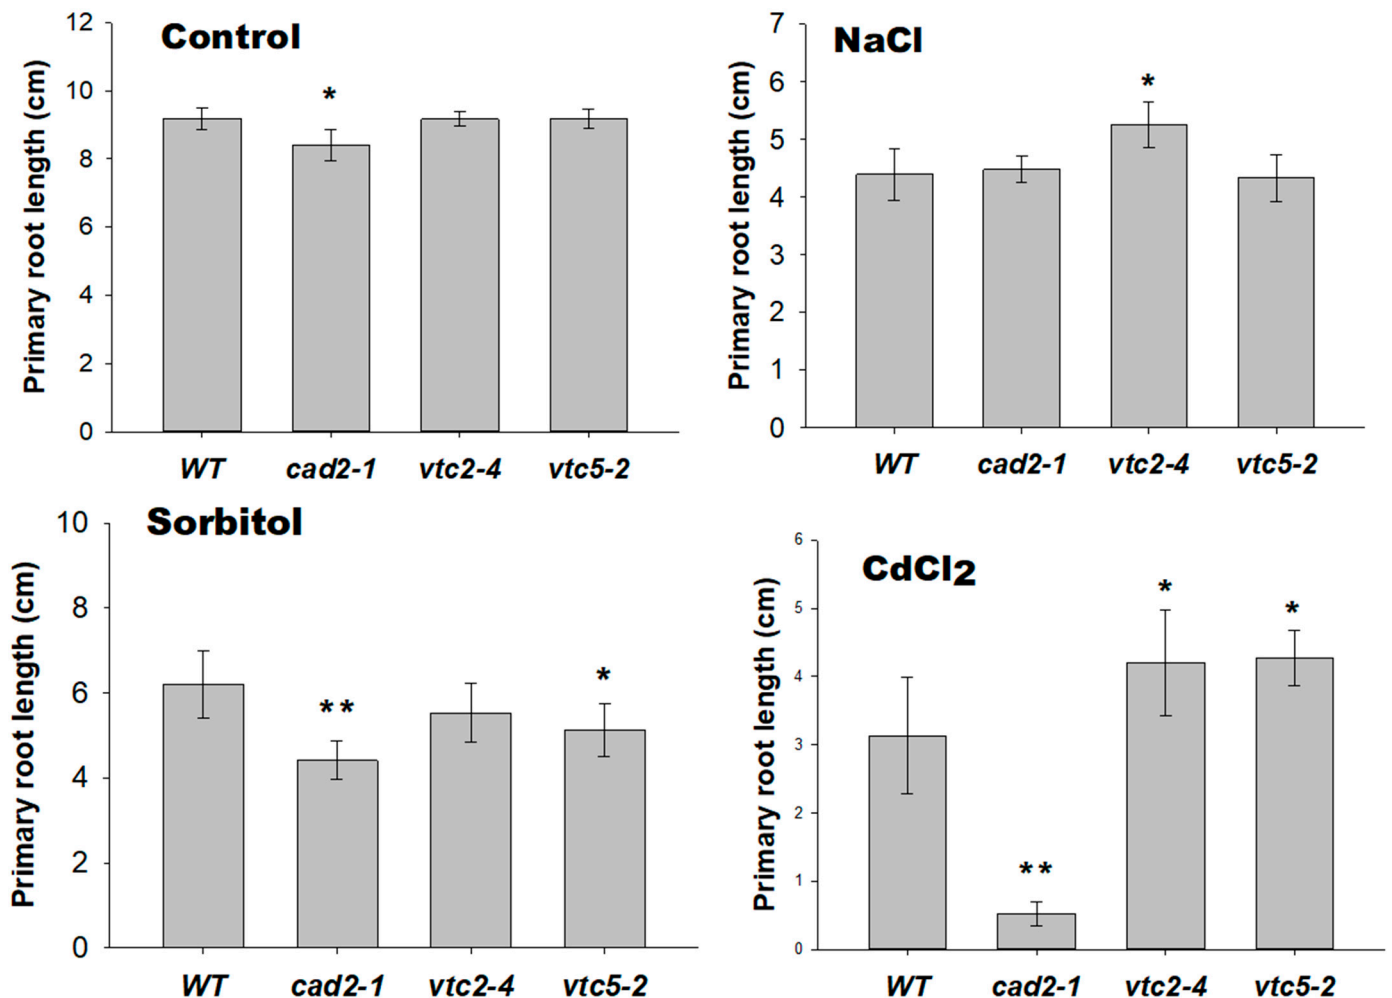 Control
Primary root length (cm)
12
10
8
6
4
2
0
*
WT cad2-1 vtc2-4 vtc5-2
NaCl
Primary root length (cm)
7
6
5
4
3
2
1
0
*
WT cad2-1 vtc2-4 vtc5-2
Sorbitol
Primary root length (cm)
10
8
6
4
2
0
**
*
WT cad2-1 vtc2-4 vtc5-2
CdCl2
Primary root length (cm)
6
5
4
3
2
1
0
*
*
**
WT cad2-1 vtc2-4 vtc5-2